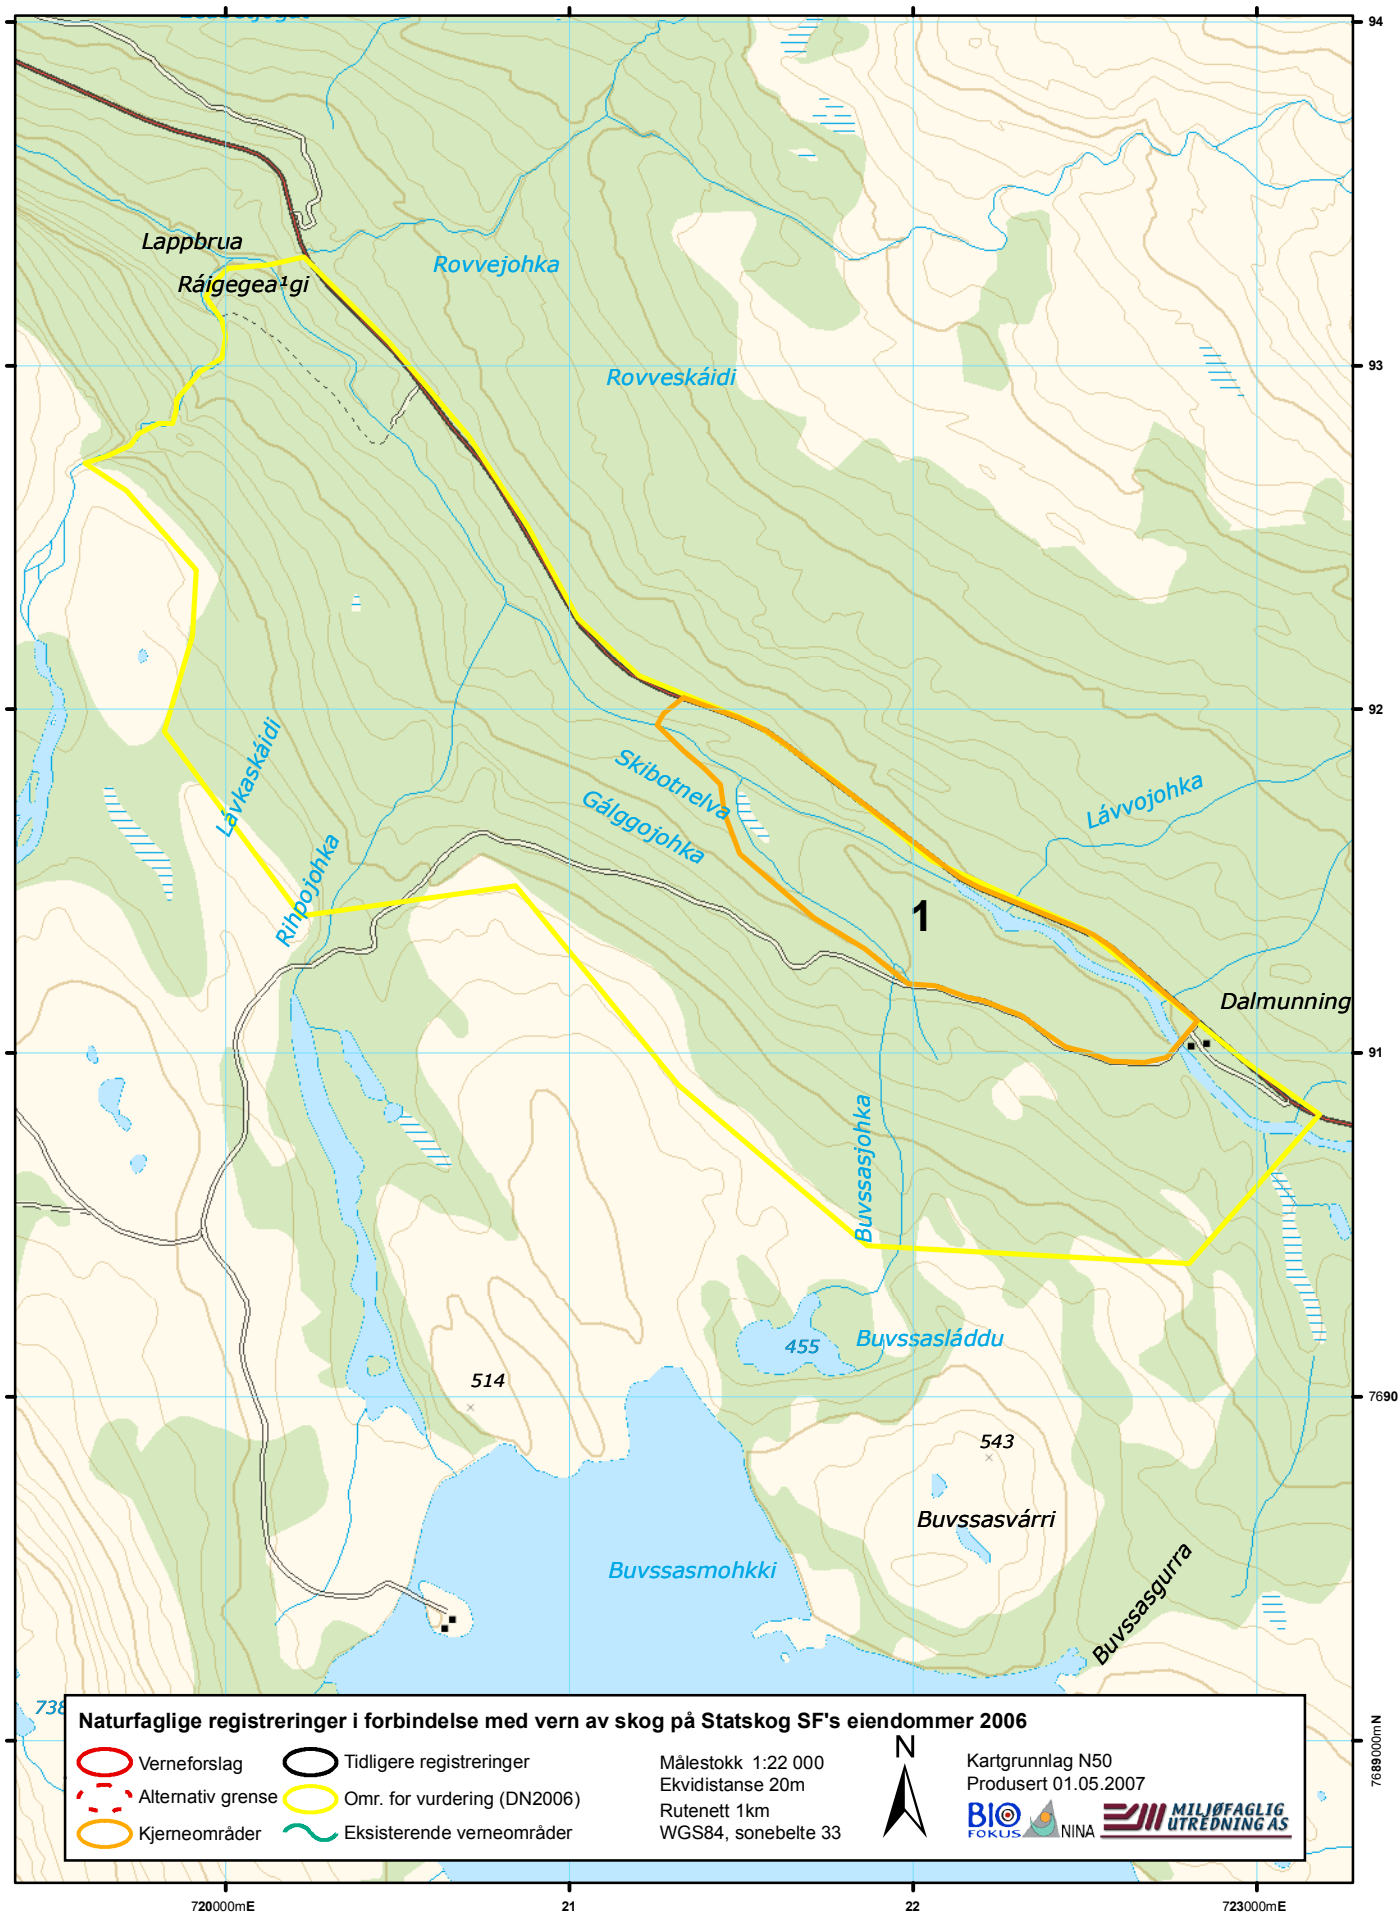 94
Lappbrua
Ráigegea¹gi
Rovvejohka
Rovveskáidi
93
92
Lávkaskáidi
Rihpojohka
Skibotnelva
Gálggojohka
Lávvojohka
1
Dalmunning
91
Buvssasjohka
455
Buvssasláddu
514
7690
543
Buvssasvárri
Buvssasmohkki
Buvssasgurra
738
Naturfaglige registreringer i forbindelse med vern av skog på Statskog SF's eiendommer 2006
Verneforslag
Alternativ grense
Kjerneområder
Tidligere registreringer
Omr. for vurdering (DN2006)
Eksisterende verneområder
Målestokk 1:22 000
Ekvidistanse 20m
Rutenett 1km
WGS84, sonebelte 33
N
Kartgrunnlag N50
Produsert 01.05.2007
BIO
FOKUS
NINA
MILJØFAGLIG
UTREDNING AS
7689000mN
720000mE
21
22
723000mE